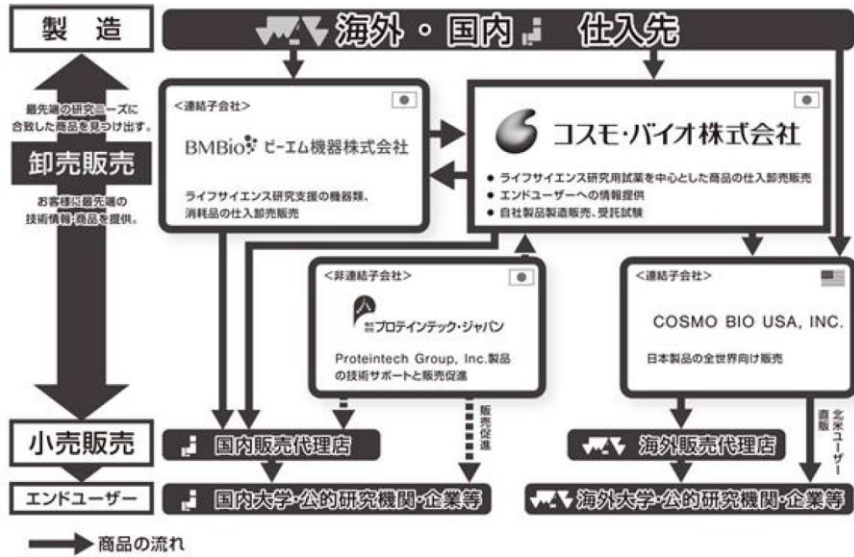 製造
海外・国内 仕入先
最先端の研究ニーズに
合致した商品を見つけ出す。
卸売販売
お客様に最先端の
技術情報・商品を提供。
<連結子会社>
BMBio ビーエム機器株式会社
ライフサイエンス研究支援の機器類、
消耗品の仕入卸売販売
コスモ・バイオ株式会社
● ライフサイエンス研究用試薬を中心とした商品の仕入卸売販売
● エンドユーザーへの情報提供
● 自社製品製造販売、受託試験
<非連結子会社>
株式会社プロテインテック・ジャパン
Proteintech Group, Inc.製品
の技術サポートと販売促進
<連結子会社>
COSMO BIO USA, INC.
日本製品の全世界向け販売
販売促進
北米ユーザー
直販
小売販売
国内販売代理店
海外販売代理店
エンドユーザー
国内大学・公的研究機関・企業等
海外大学・公的研究機関・企業等
商品の流れ